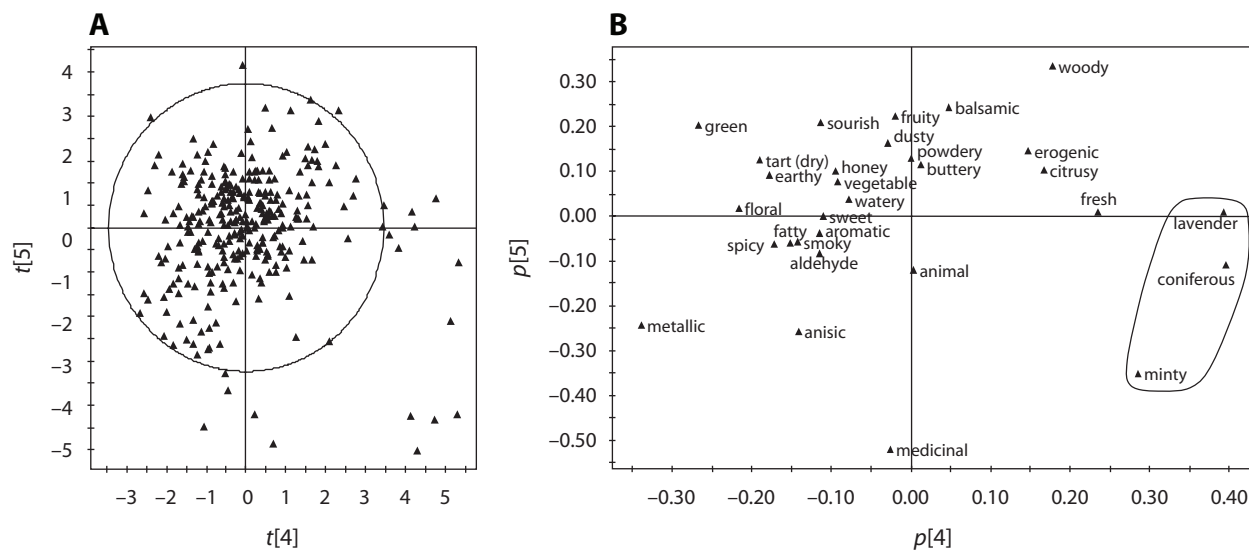 A
4
3
2
1
0
−1
−2
−3
−4
−5
t[5]
−3 −2 −1 0 1 2 3 4 5
t[4]
B
0.30
0.20
0.10
0.00
−0.10
−0.20
−0.30
−0.40
−0.50
p[5]
woody
balsamic
fruity
sourish
green
dusty
powdery
erogenic
tart (dry)
honey
buttery
citrusy
earthy
vegetable
watery
fresh
floral
sweet
lavender
fatty
aromatic
spicy
smoky
aldehyde
animal
coniferous
metallic
anisic
minty
medicinal
−0.30 −0.20 −0.10 0.00 0.10 0.20 0.30 0.40
p[4]